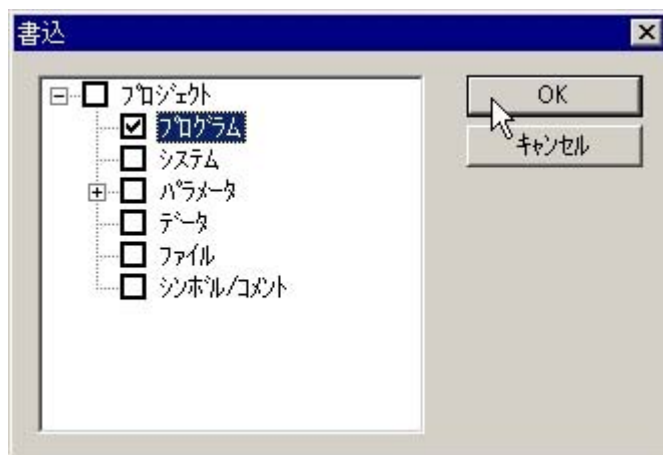 書込
ﾌﾟﾛｼﾞｪｸﾄ
ﾌﾟﾛｸﾞﾗﾑ
ｼｽﾃﾑ
ﾊﾟﾗﾒｰﾀ
ﾃﾞｰﾀ
ﾌｧｲﾙ
ｼﾝﾎﾞﾙ/ｺﾒﾝﾄ
OK
ｷｬﾝｾﾙ